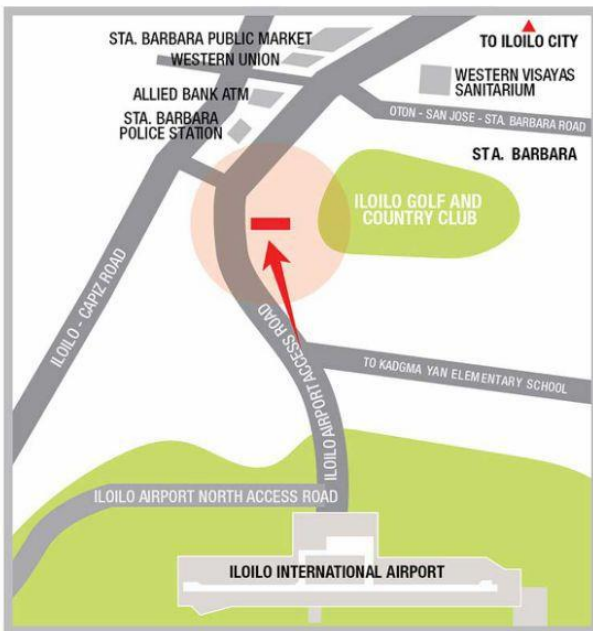 STA. BARBARA PUBLIC MARKET
WESTERN UNION
TO ILOILO CITY
WESTERN VISAYAS
SANITARIUM
ALLIED BANK ATM
OTON - SAN JOSE - STA. BARBARA ROAD
STA. BARBARA
POLICE STATION
STA. BARBARA
ILOILO GOLF AND
COUNTRY CLUB
ILOILO - CAPIZ ROAD
ILOILO AIRPORT ACCESS ROAD
TO KADGMA YAN ELEMENTARY SCHOOL
ILOILO AIRPORT NORTH ACCESS ROAD
ILOILO INTERNATIONAL AIRPORT